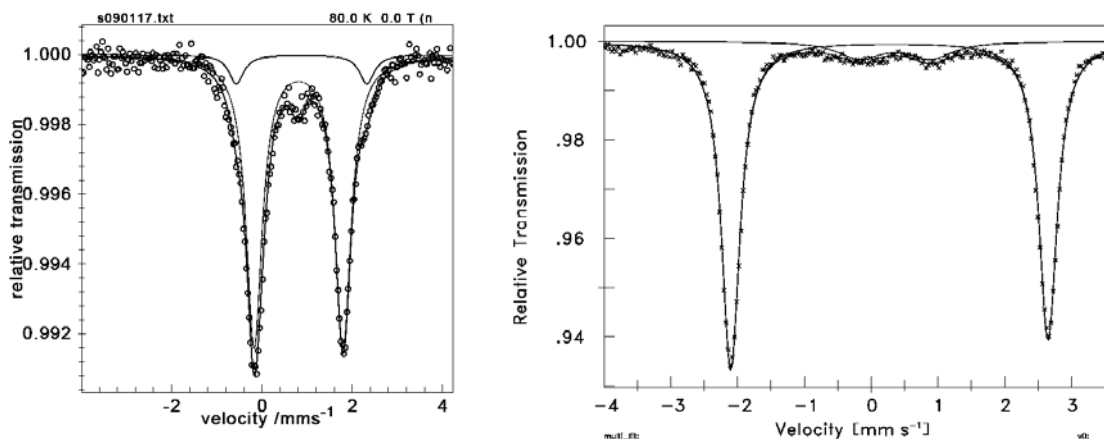 s090117.txt 80.0 K 0.0 T (n
1.000
0.998
0.996
0.994
0.992
relative transmission
-2 0 2 4
velocity /mms-1
1.00
.98
.96
.94
Relative Transmission
-4 -3 -2 -1 0 1 2 3
Velocity [mm s⁻¹]